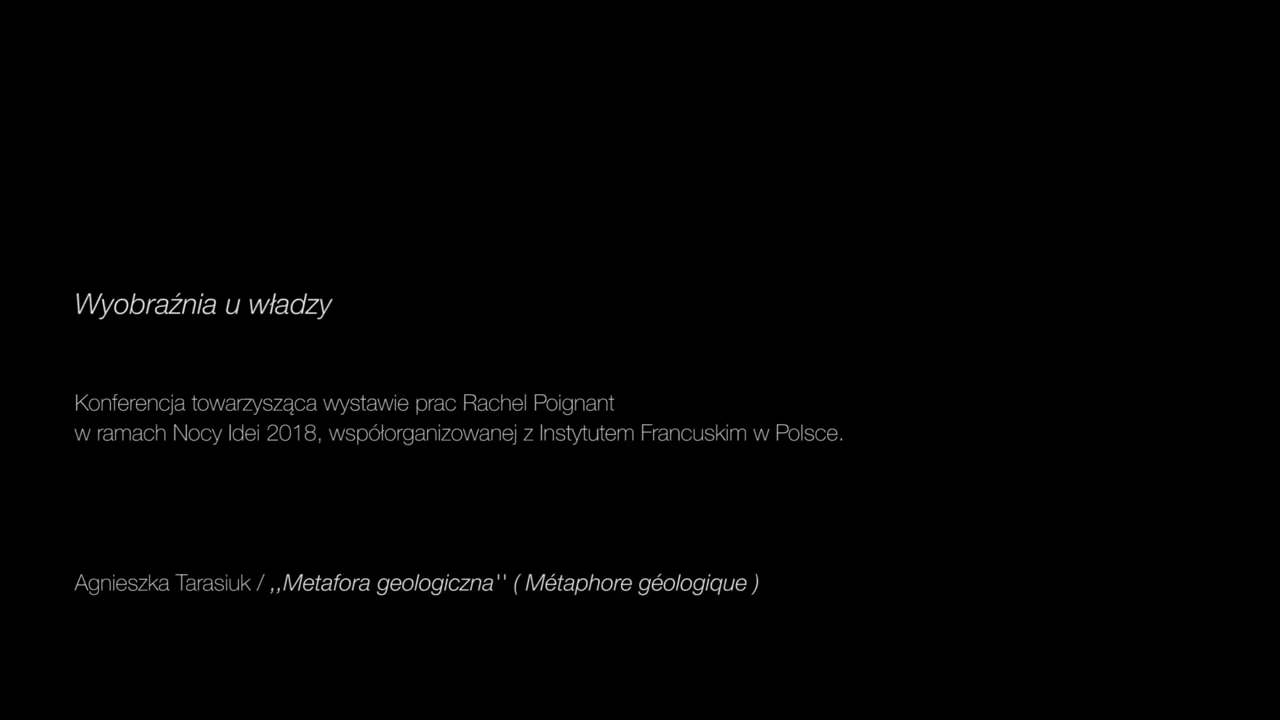 Wyobraźnia u władzy
Konferencja towarzysząca wystawie prac Rachel Poignant
w ramach Nocy Idei 2018, współorganizowanej z Instytutem Francuskim w Polsce.
Agnieszka Tarasiuk / ,,Metafora geologiczna'' ( Métaphore géologique )